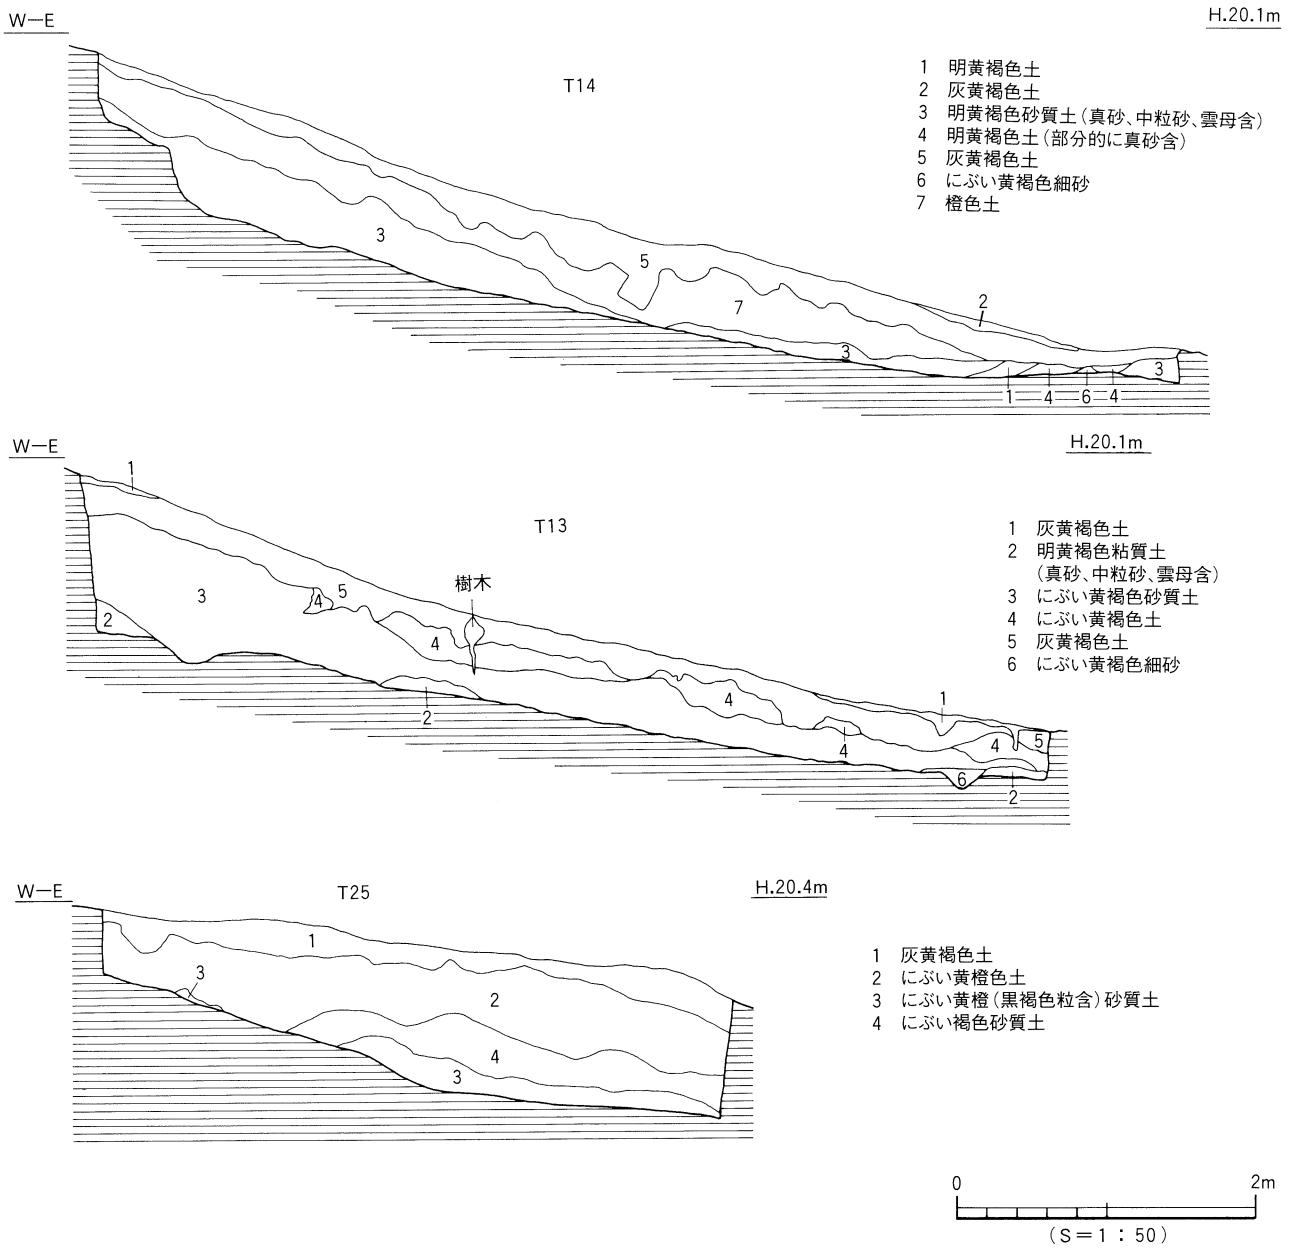 W－E
H.20.1m
T14
1 明黄褐色土
2 灰黄褐色土
3 明黄褐色砂質土(真砂、中粒砂、雲母含)
4 明黄褐色土(部分的に真砂含)
5 灰黄褐色土
6 にぶい黄褐色細砂
7 橙色土
3
5
7
2
3
3
1 4 6 4
W－E
H.20.1m
T13
1 灰黄褐色土
2 明黄褐色粘質土
(真砂、中粒砂、雲母含)
3 にぶい黄褐色砂質土
4 にぶい黄褐色土
5 灰黄褐色土
6 にぶい黄褐色細砂
1
樹木
3
4
5
2
4
2
4
4
1
4
5
6
2
W－E
T25
H.20.4m
1 灰黄褐色土
2 にぶい黄橙色土
3 にぶい黄橙(黒褐色粒含)砂質土
4 にぶい褐色砂質土
1
3
2
4
3
0 2m
(S＝1：50)